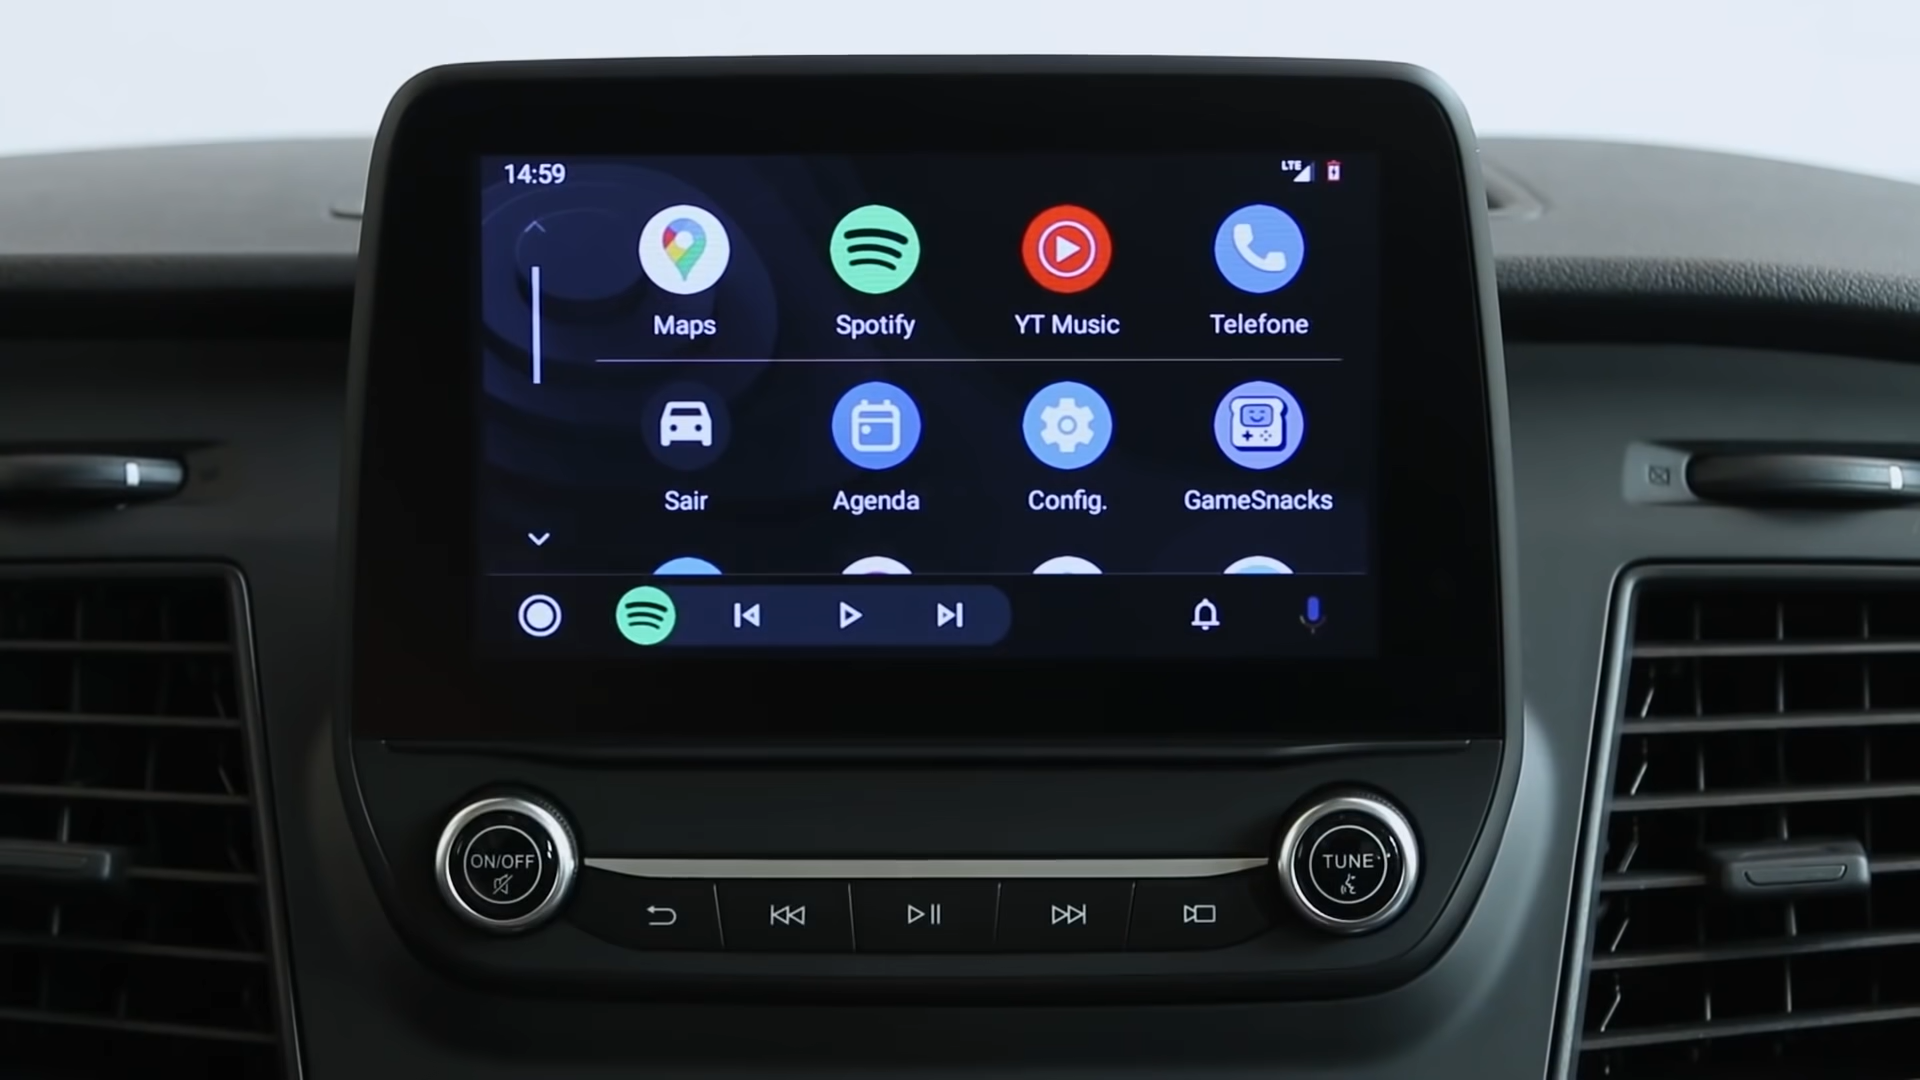 14:59
LTE
Maps
Spotify
YT Music
Telefone
Sair
Agenda
Config.
GameSnacks
ON/OFF
TUNE